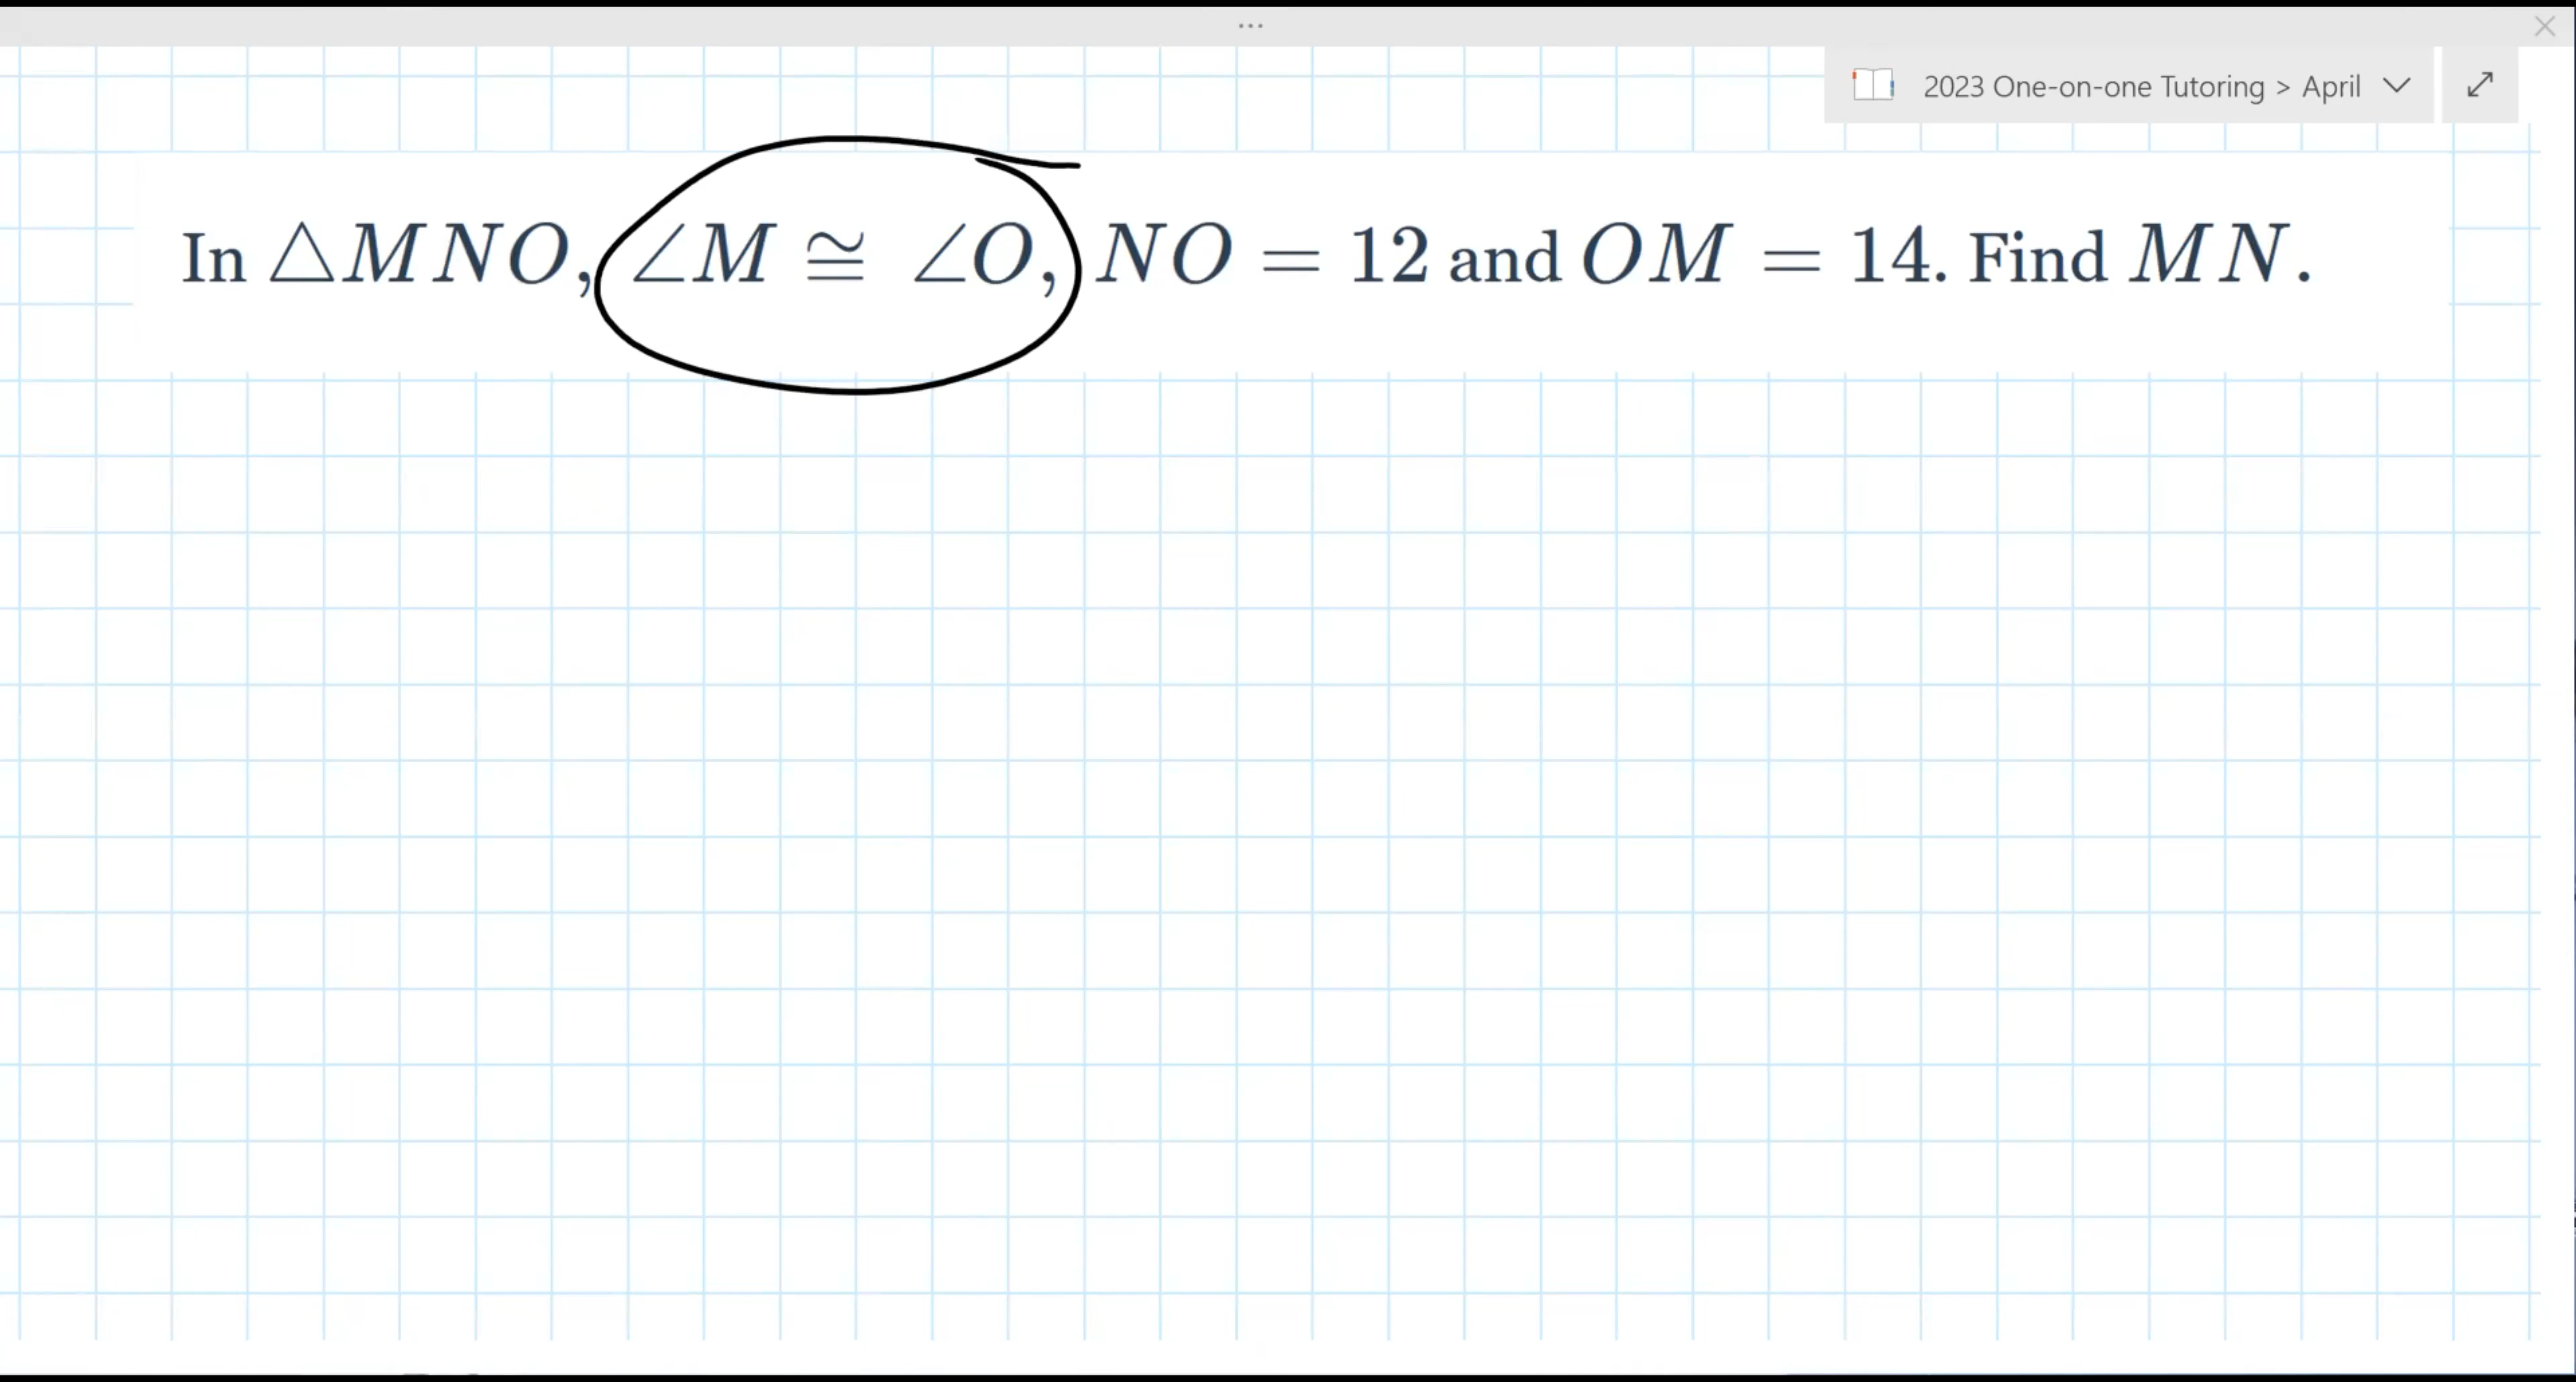 ...
2023 One-on-one Tutoring > April
In △MNO, ∠M ≅ ∠O, NO = 12 and OM = 14. Find MN.